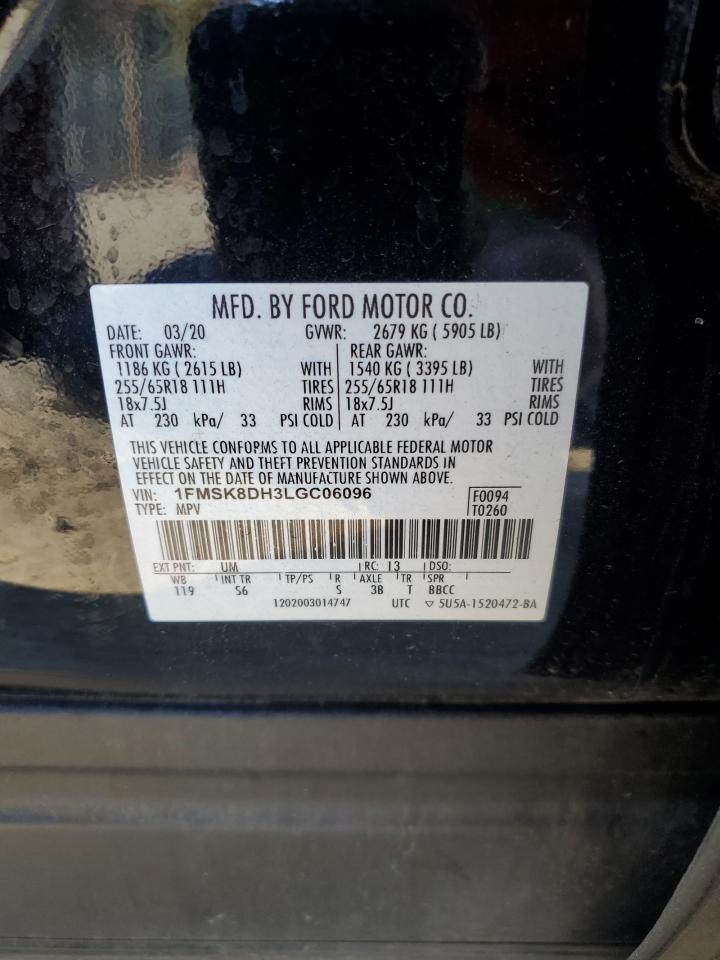 MFD. BY FORD MOTOR CO.
DATE: 03/20 GVWR: 2679 KG ( 5905 LB)
FRONT GAWR: REAR GAWR:
1186 KG ( 2615 LB) WITH 1540 KG ( 3395 LB) WITH
255/65R18 111H TIRES 255/65R18 111H TIRES
18x7.5J RIMS 18x7.5J RIMS
AT 230 kPa/ 33 PSI COLD AT 230 kPa/ 33 PSI COLD
THIS VEHICLE CONFORMS TO ALL APPLICABLE FEDERAL MOTOR
VEHICLE SAFETY AND THEFT PREVENTION STANDARDS IN
EFFECT ON THE DATE OF MANUFACTURE SHOWN ABOVE.
VIN: 1FMSK8DH3LGC06096 F0094
TYPE: MPV T0260
EXT PNT: UM RC: 13 DSO:
WB INT TR TP/PS R AXLE TR SPR
119 S6 S 3B T BBCC
1202003014747 UTC ▽ 5U5A-1520472-BA